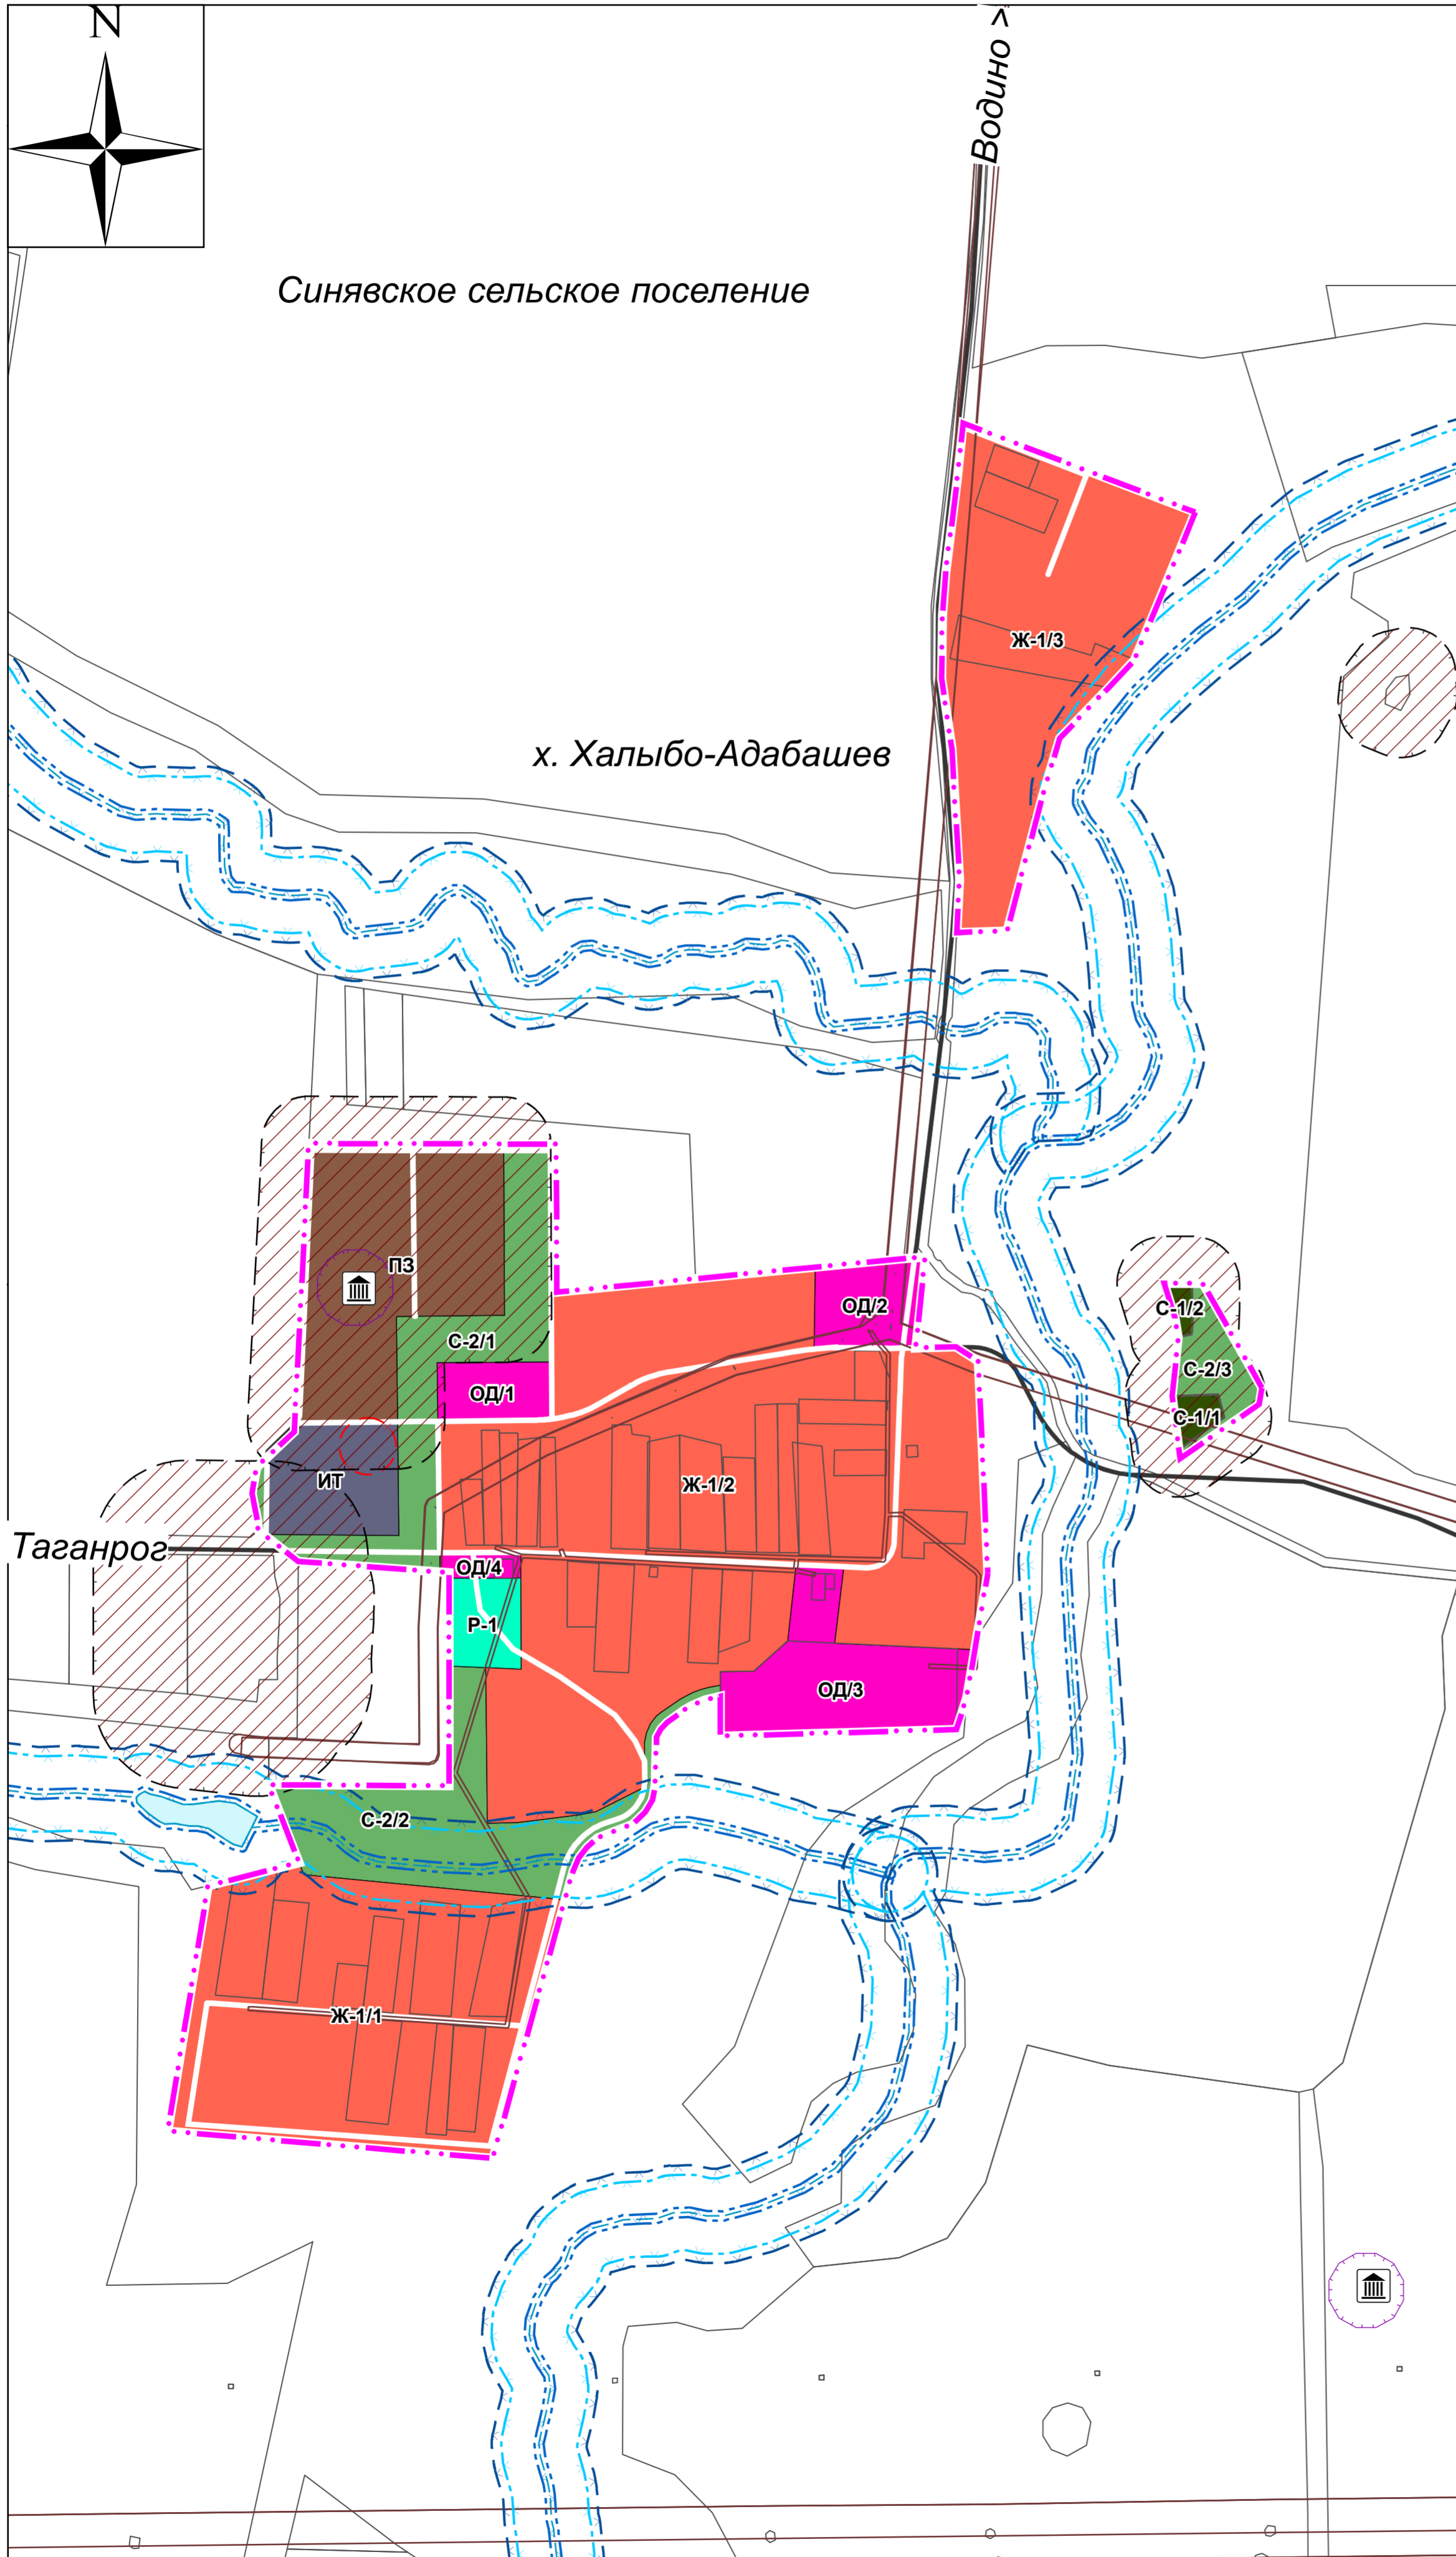 N
Водино >
Синявское сельское поселение
Ж-1/3
х. Халыбо-Адабашев
ПЗ
ОД/2
С-1/2
С-2/1
С-2/3
ОД/1
С-1/1
ИТ
Ж-1/2
Таганрог
ОД/4
Р-1
ОД/3
С-2/2
Ж-1/1